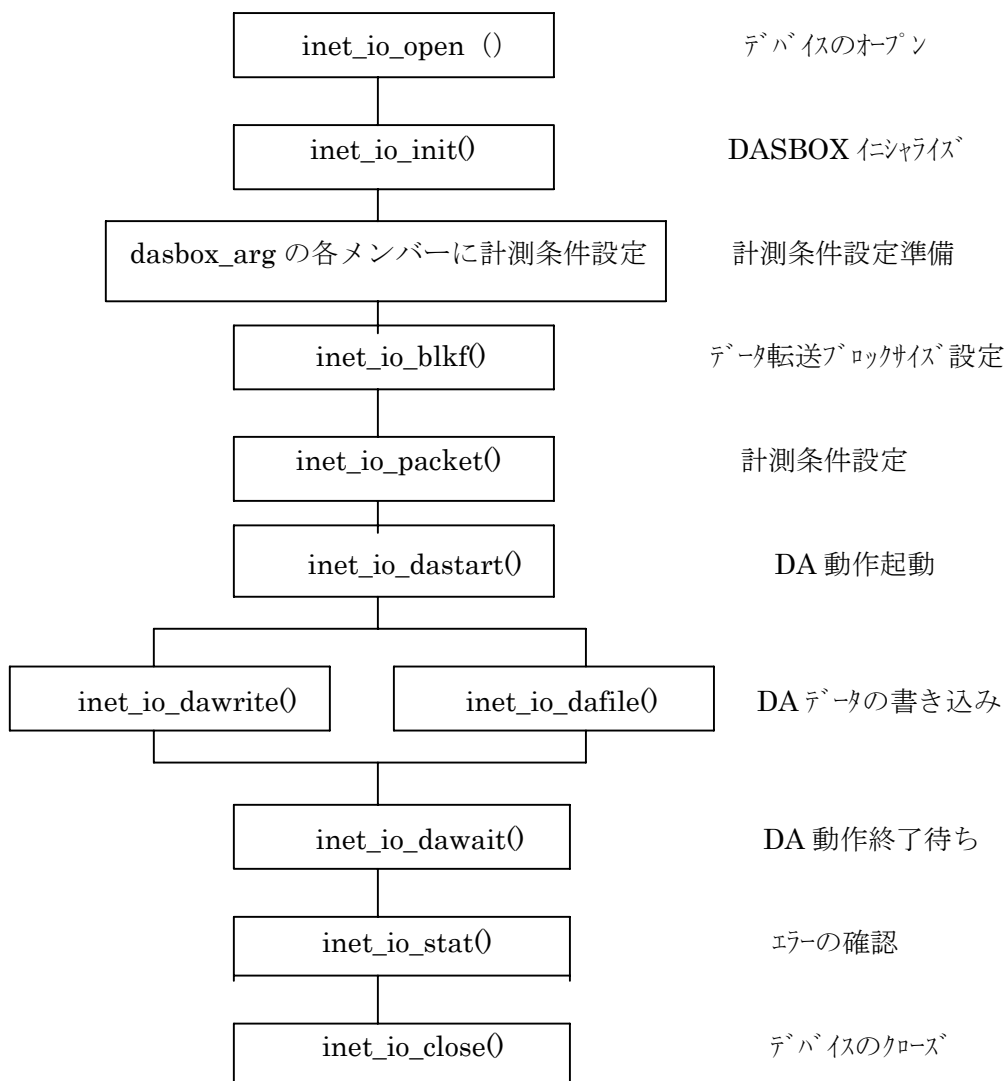 inet_io_open () デバイスのオープン
inet_io_init() DASBOX イニシャライズ
dasbox_arg の各メンバーに計測条件設定 計測条件設定準備
inet_io_blkf() データ転送ブロックサイズ設定
inet_io_packet() 計測条件設定
inet_io_dastart() DA 動作起動
inet_io_dawrite() inet_io_dafile() DA データの書き込み
inet_io_dawait() DA 動作終了待ち
inet_io_stat() エラーの確認
inet_io_close() デバイスのクローズ